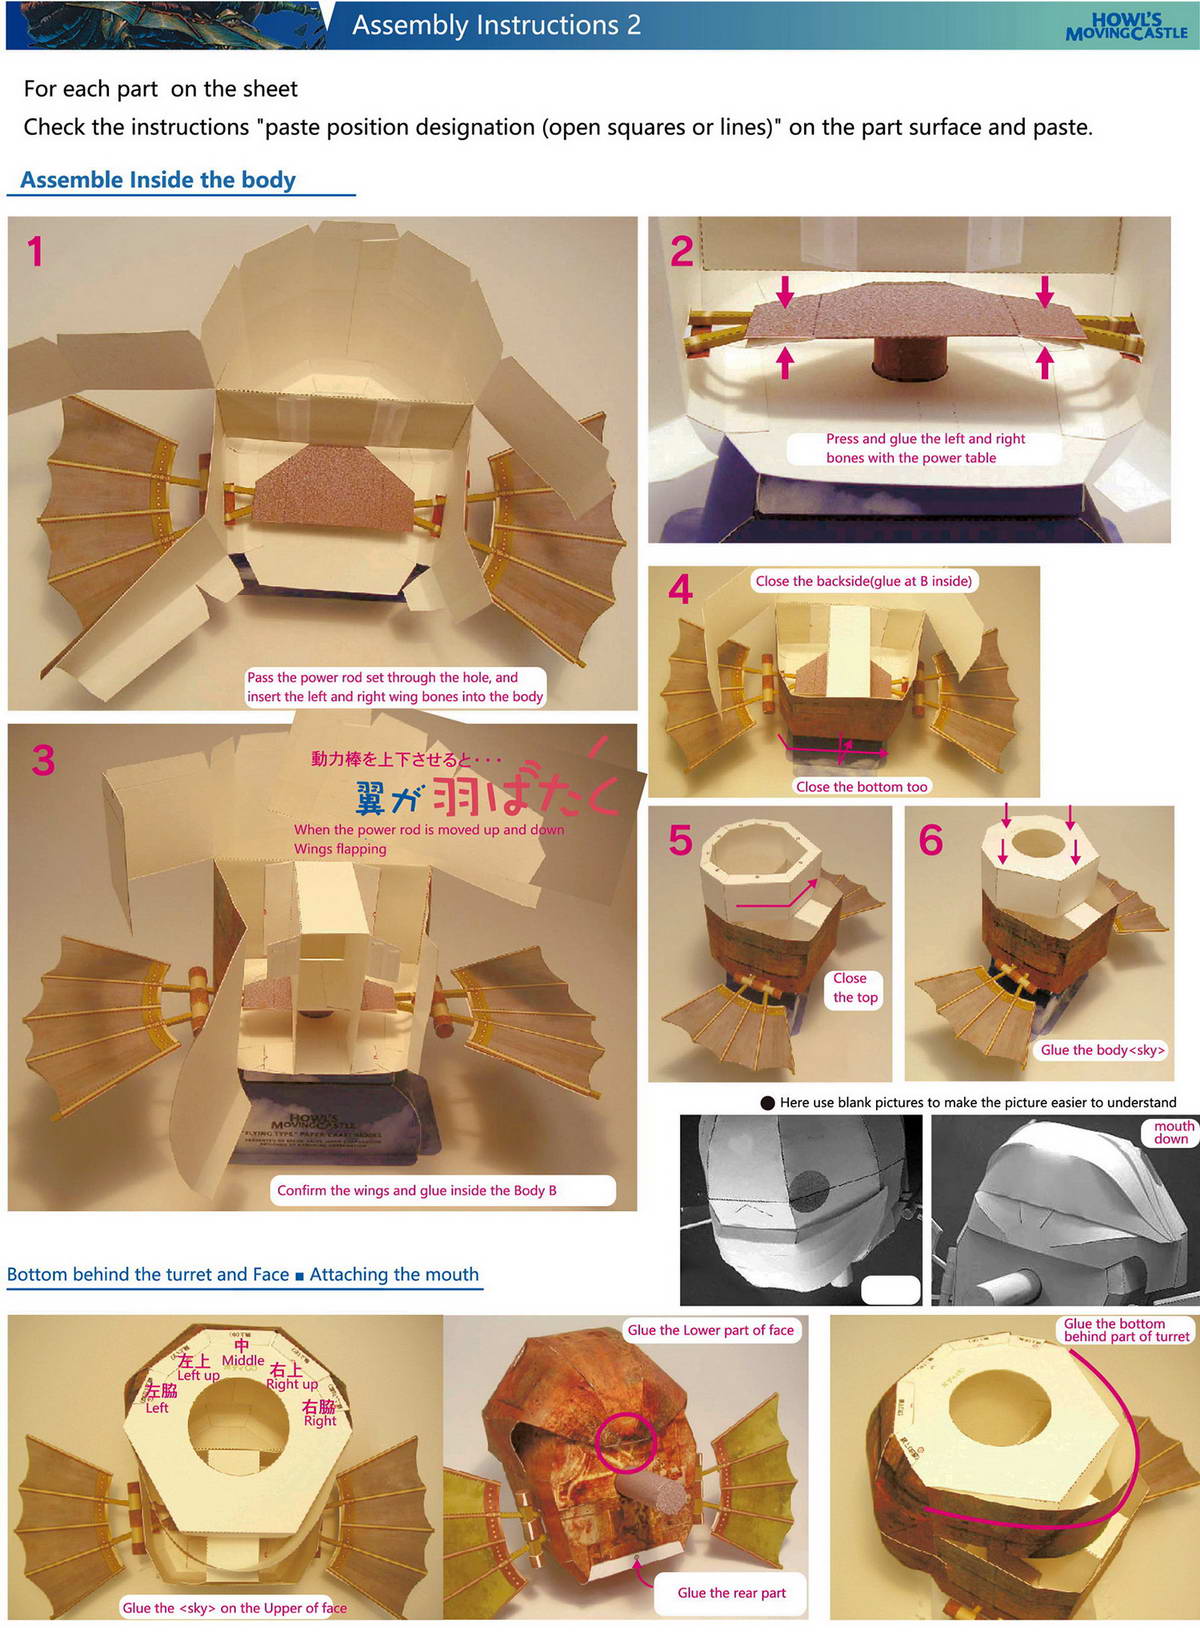 Assembly Instructions 2
HOWL'S
MOVING CASTLE
For each part on the sheet
Check the instructions "paste position designation (open squares or lines)" on the part surface and paste.
Assemble Inside the body
1
Pass the power rod set through the hole, and
insert the left and right wing bones into the body
2
Press and glue the left and right
bones with the power table
3
動力棒を上下させると・・・
翼が羽ばたく
When the power rod is moved up and down
Wings flapping
HOWL'S
MOVING CASTLE
Confirm the wings and glue inside the Body B
4
Close the backside(glue at B inside)
Close the bottom too
5
Close
the top
6
Glue the body<sky>
● Here use blank pictures to make the picture easier to understand
mouth
down
Bottom behind the turret and Face ■ Attaching the mouth
中
Middle
左上
Left up
右上
Right up
左脇
Left
右脇
Right
Glue the <sky> on the Upper of face
Glue the Lower part of face
Glue the rear part
Glue the bottom
behind part of turret